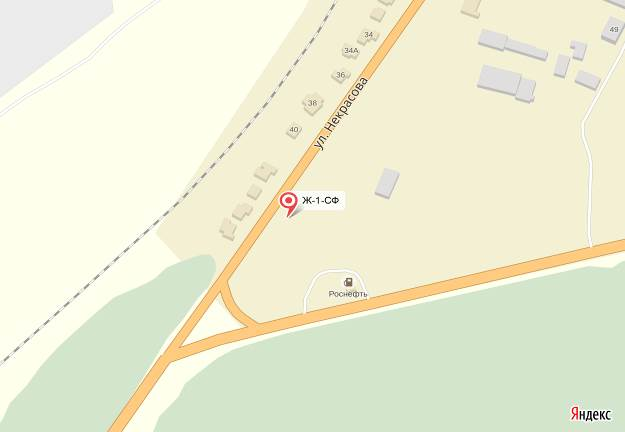 49
34
34А
36
38
40
ул. Некрасова
Ж-1-СФ
Роснефть
Яндекс